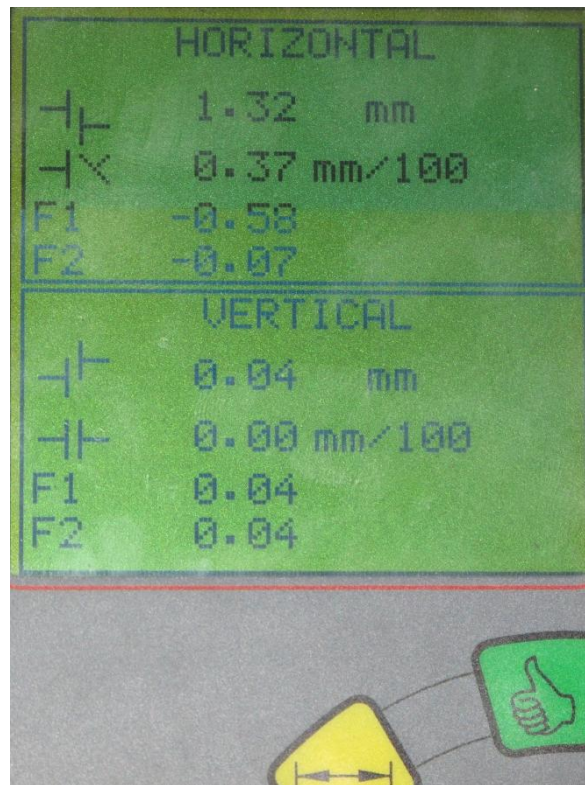 HORIZONTAL
1.32 mm
0.37 mm/100
F1 -0.58
F2 -0.07
VERTICAL
0.04 mm
0.00 mm/100
F1 0.04
F2 0.04